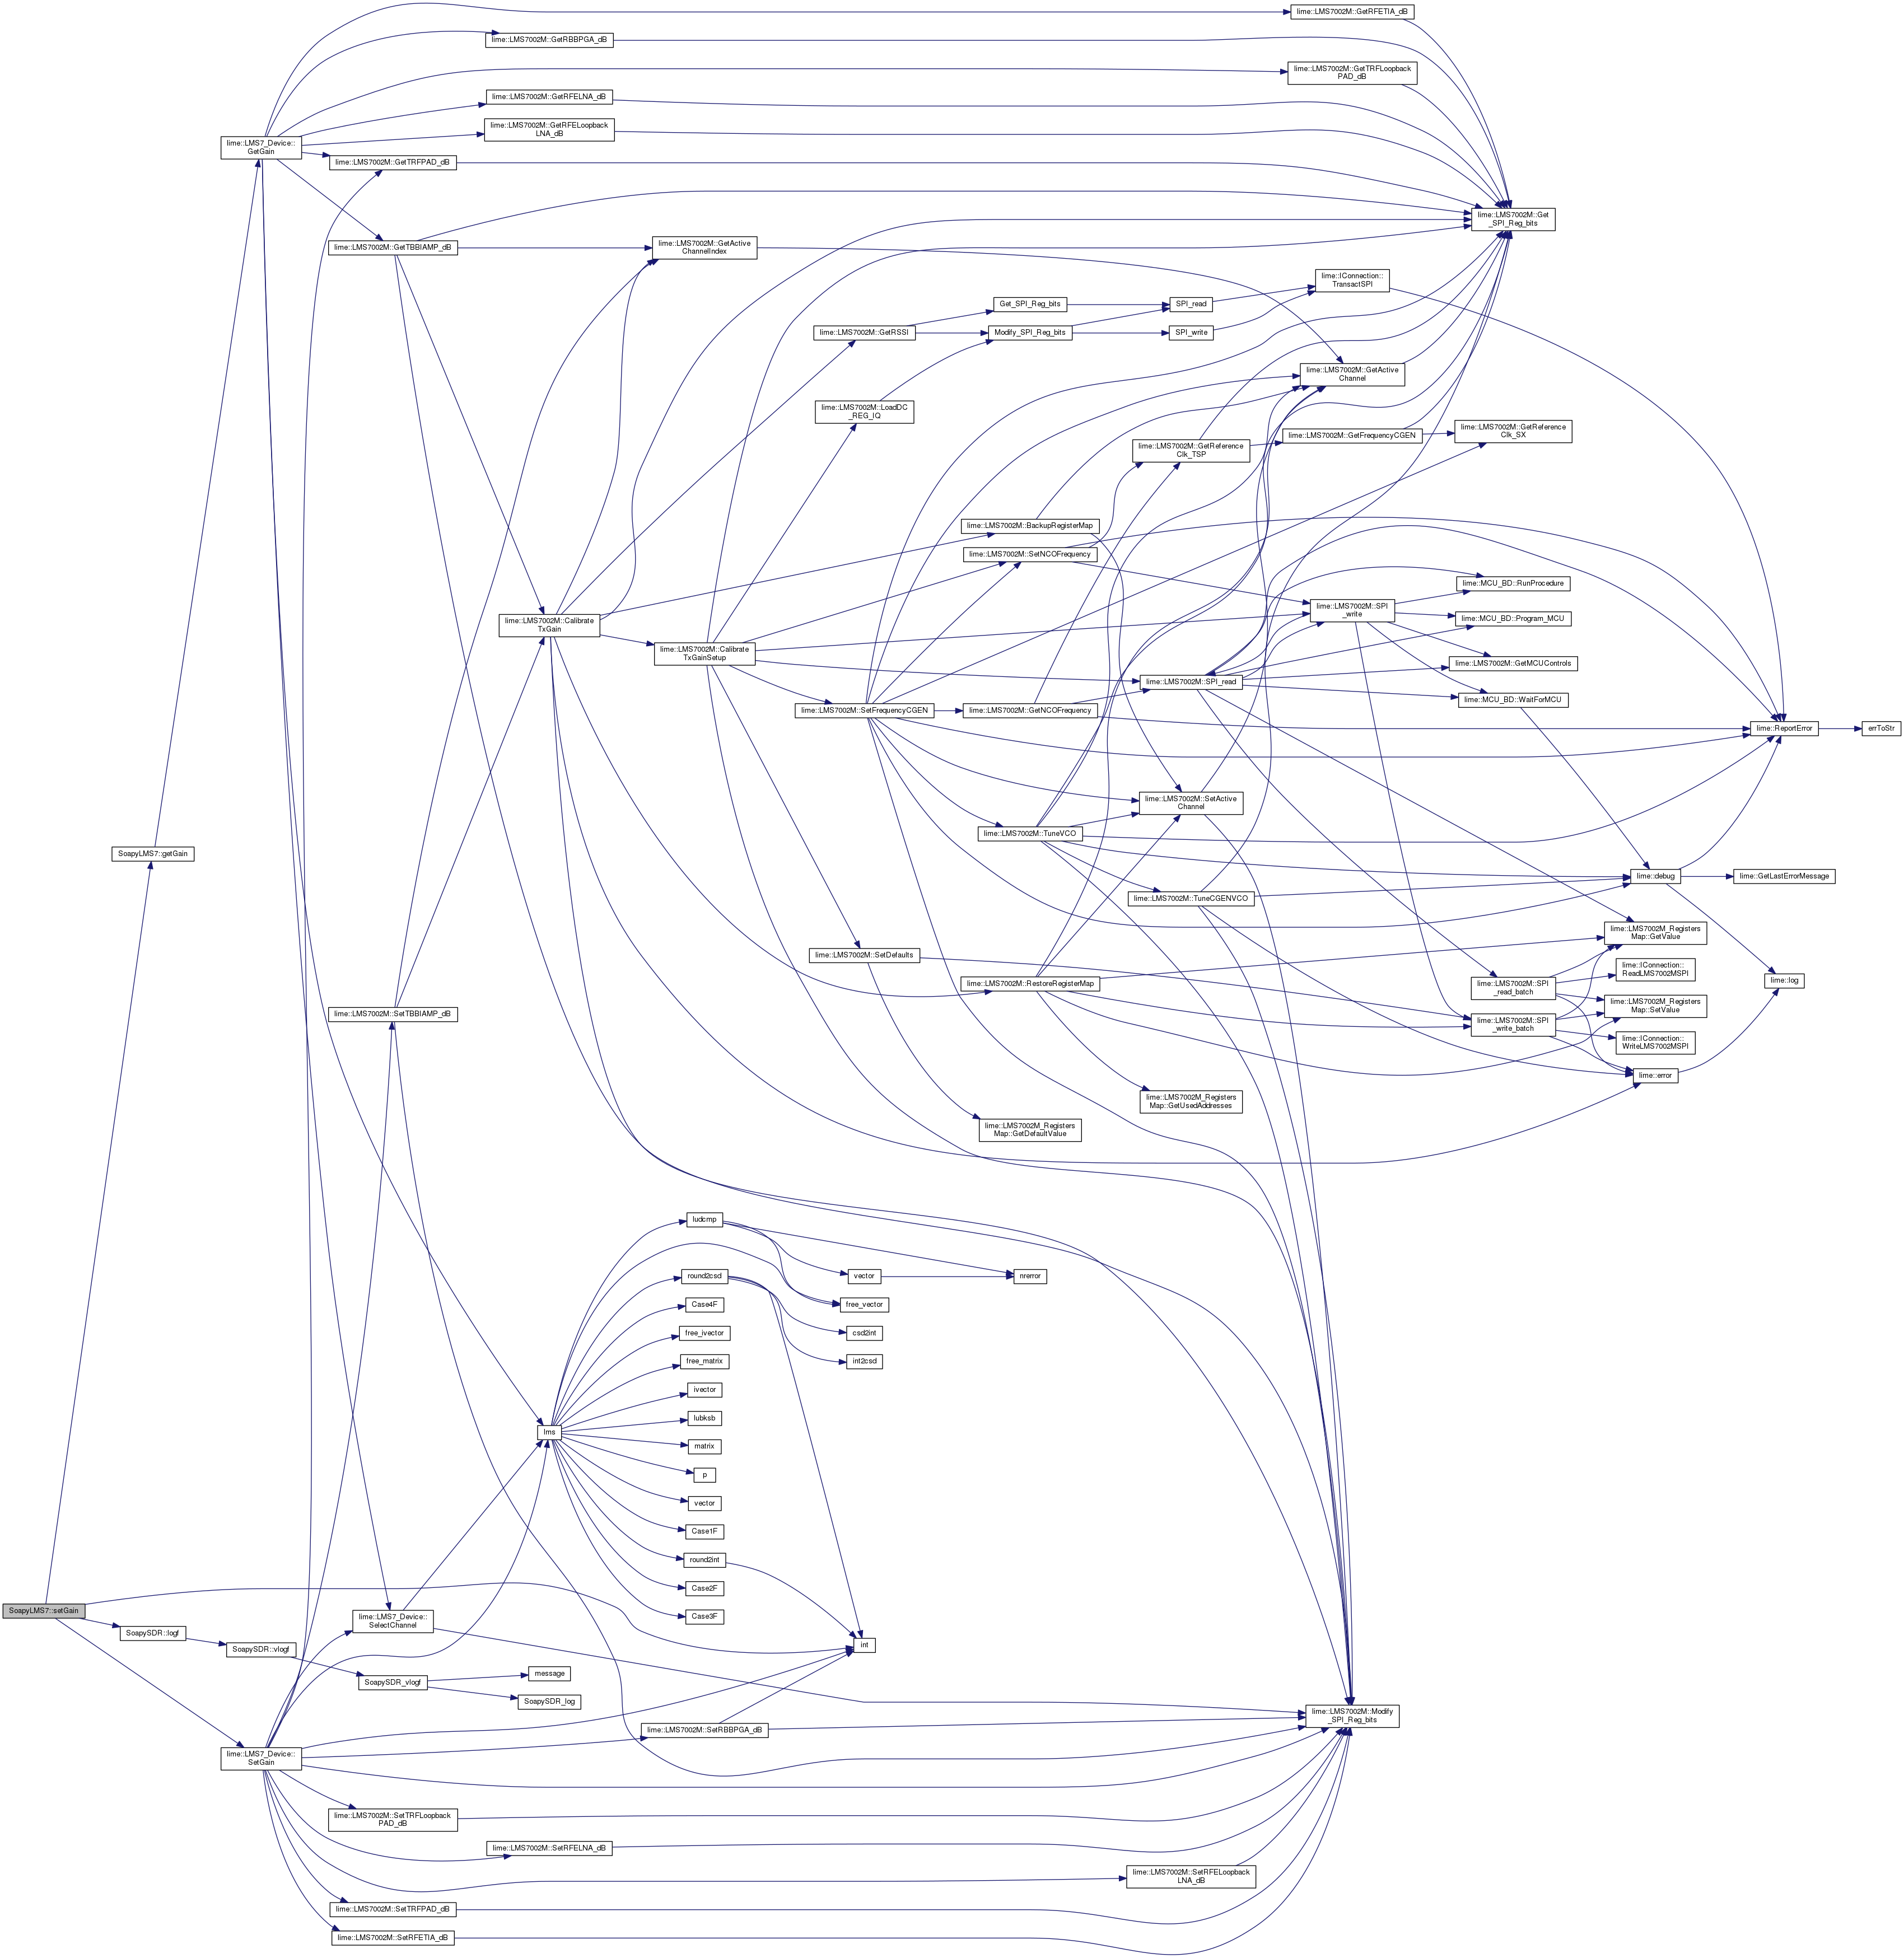 lime::LMS7002M::GetRFETIA_dB
lime::LMS7002M::GetRBBPGA_dB
lime::LMS7002M::GetTRFLoopback
PAD_dB
lime::LMS7002M::GetRFELNA_dB
lime::LMS7002M::GetRFELoopback
LNA_dB
lime::LMS7_Device::
GetGain
lime::LMS7002M::GetTRFPAD_dB
lime::LMS7002M::Get
_SPI_Reg_bits
lime::LMS7002M::GetTBBIAMP_dB
lime::LMS7002M::GetActive
ChannelIndex
lime::IConnection::
TransactSPI
Get_SPI_Reg_bits
SPI_read
lime::LMS7002M::GetRSSI
Modify_SPI_Reg_bits
SPI_write
lime::LMS7002M::GetActive
Channel
lime::LMS7002M::LoadDC
_REG_IQ
lime::LMS7002M::GetFrequencyCGEN
lime::LMS7002M::GetReference
Clk_SX
lime::LMS7002M::GetReference
Clk_TSP
lime::LMS7002M::BackupRegisterMap
lime::LMS7002M::SetNCOFrequency
lime::MCU_BD::RunProcedure
lime::LMS7002M::SPI
_write
lime::MCU_BD::Program_MCU
lime::LMS7002M::Calibrate
TxGain
lime::LMS7002M::Calibrate
TxGainSetup
lime::LMS7002M::GetMCUControls
lime::LMS7002M::SPI_read
lime::MCU_BD::WaitForMCU
lime::LMS7002M::SetFrequencyCGEN
lime::LMS7002M::GetNCOFrequency
lime::ReportError
errToStr
lime::LMS7002M::SetActive
Channel
lime::LMS7002M::TuneVCO
SoapyLMS7::getGain
lime::debug
lime::GetLastErrorMessage
lime::LMS7002M::TuneCGENVCO
lime::LMS7002M_Registers
Map::GetValue
lime::LMS7002M::SetDefaults
lime::IConnection::
ReadLMS7002MSPI
lime::LMS7002M::RestoreRegisterMap
lime::LMS7002M::SPI
_read_batch
lime::log
lime::LMS7002M_Registers
Map::SetValue
lime::LMS7002M::SetTBBIAMP_dB
lime::LMS7002M::SPI
_write_batch
lime::IConnection::
WriteLMS7002MSPI
lime::error
lime::LMS7002M_Registers
Map::GetUsedAddresses
lime::LMS7002M_Registers
Map::GetDefaultValue
ludcmp
round2csd
vector
nrerror
Case4F
free_vector
free_ivector
csd2int
free_matrix
int2csd
ivector
lubksb
lms
matrix
p
vector
Case1F
round2int
Case2F
SoapyLMS7::setGain
Case3F
lime::LMS7_Device::
SelectChannel
SoapySDR::logf
int
SoapySDR::vlogf
message
SoapySDR_vlogf
SoapySDR_log
lime::LMS7002M::Modify
_SPI_Reg_bits
lime::LMS7002M::SetRBBPGA_dB
lime::LMS7_Device::
SetGain
lime::LMS7002M::SetTRFLoopback
PAD_dB
lime::LMS7002M::SetRFELNA_dB
lime::LMS7002M::SetRFELoopback
LNA_dB
lime::LMS7002M::SetTRFPAD_dB
lime::LMS7002M::SetRFETIA_dB